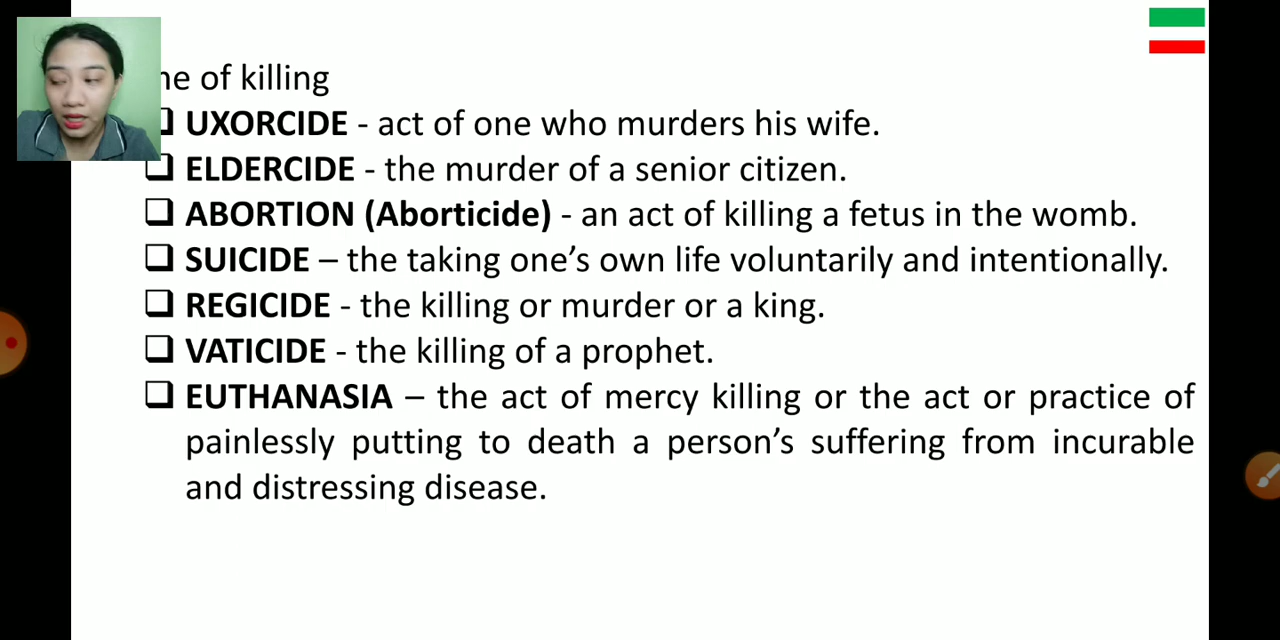 of killing
❑ UXORCIDE - act of one who murders his wife.
❑ ELDERCIDE - the murder of a senior citizen.
❑ ABORTION (Aborticide) - an act of killing a fetus in the womb.
❑ SUICIDE – the taking one’s own life voluntarily and intentionally.
❑ REGICIDE - the killing or murder or a king.
❑ VATICIDE - the killing of a prophet.
❑ EUTHANASIA – the act of mercy killing or the act or practice of
painlessly putting to death a person’s suffering from incurable
and distressing disease.